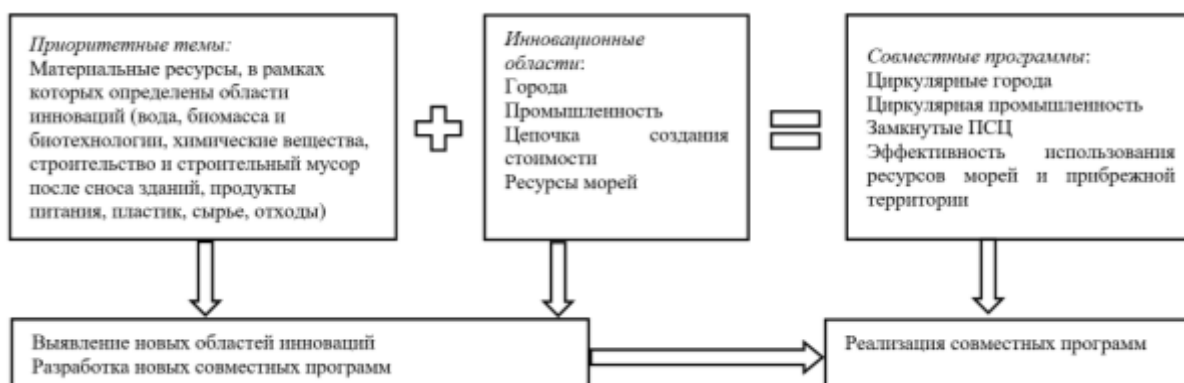 Приоритетные темы:
Материальные ресурсы, в рамках
которых определены области
инноваций (вода, биомасса и
биотехнологии, химические вещества,
строительство и строительный мусор
после сноса зданий, продукты
питания, пластик, сырье, отходы)
Инновационные
области:
Города
Промышленность
Цепочка создания
стоимости
Ресурсы морей
Совместные программы:
Циркулярные города
Циркулярная промышленность
Замкнутые ПСЦ
Эффективность использования
ресурсов морей и прибрежной
территории
Выявление новых областей инноваций
Разработка новых совместных программ
Реализация совместных программ